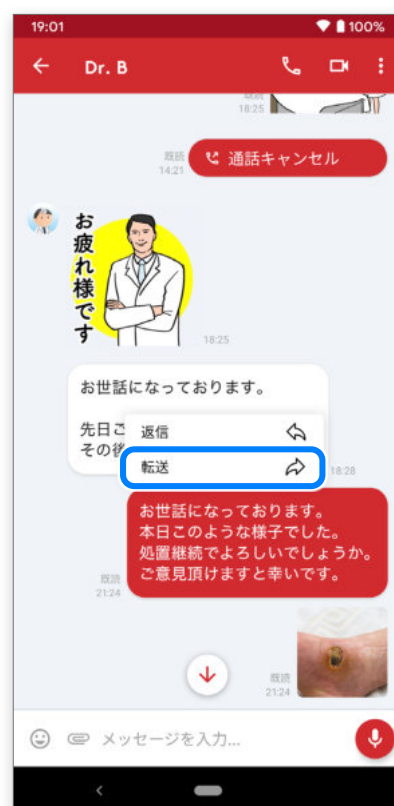 19:01
100%
Dr. B
18:25
既読
14:21
通話キャンセル
お疲れ様です
18:25
お世話になっております。
先日ご
その後
返信
転送
18:28
お世話になっております。
本日このような様子でした。
処置継続でよろしいでしょうか。
ご意見頂けますと幸いです。
既読
21:24
既読
21:24
メッセージを入力...